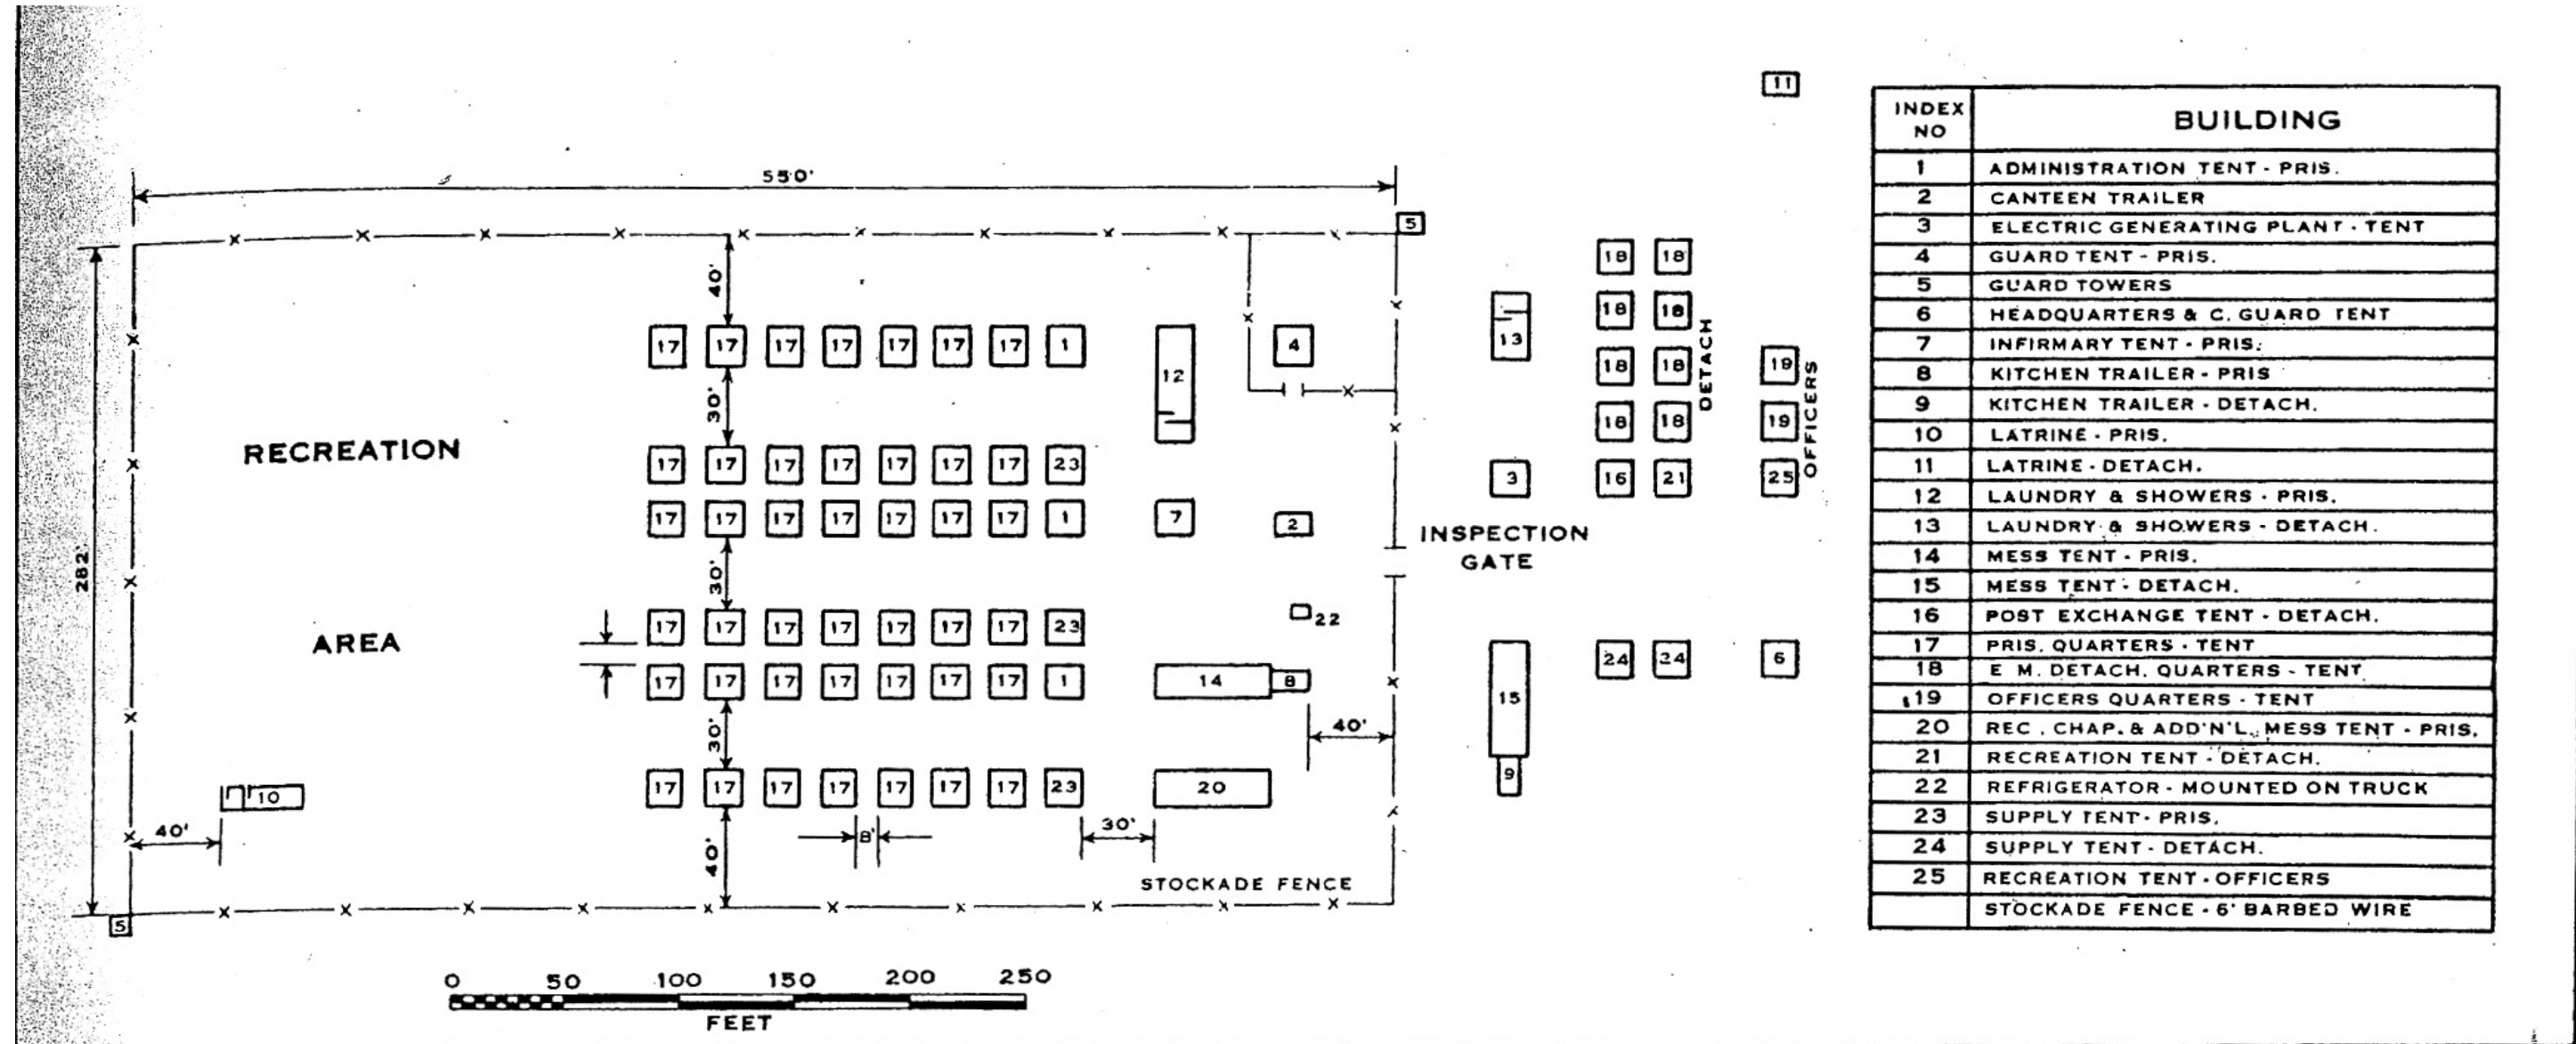 11
550'
5
40'
17 17 17 17 17 17 17 1
12
4
30'
RECREATION
17 17 17 17 17 17 17 23
17 17 17 17 17 17 17 1
7
2
282'
30'
AREA
17 17 17 17 17 17 17 23
22
17 17 17 17 17 17 17 1
14 8
30'
40'
17 17 17 17 17 17 17 23
20
10
40'
8'
30'
40'
STOCKADE FENCE
5
0 50 100 150 200 250
FEET
18 18
18 18
13
18 18
19
18 18
19
DETACH
OFFICERS
3
16 21
25
INSPECTION
GATE
24 24
6
15
9
INDEX NO BUILDING
1 ADMINISTRATION TENT - PRIS.
2 CANTEEN TRAILER
3 ELECTRIC GENERATING PLANT - TENT
4 GUARD TENT - PRIS.
5 GUARD TOWERS
6 HEADQUARTERS & C. GUARD TENT
7 INFIRMARY TENT - PRIS.
8 KITCHEN TRAILER - PRIS
9 KITCHEN TRAILER - DETACH.
10 LATRINE - PRIS.
11 LATRINE - DETACH.
12 LAUNDRY & SHOWERS - PRIS.
13 LAUNDRY & SHOWERS - DETACH.
14 MESS TENT - PRIS.
15 MESS TENT - DETACH.
16 POST EXCHANGE TENT - DETACH.
17 PRIS. QUARTERS - TENT
18 E M. DETACH. QUARTERS - TENT
19 OFFICERS QUARTERS - TENT
20 REC. CHAP. & ADD'N'L. MESS TENT - PRIS.
21 RECREATION TENT - DETACH.
22 REFRIGERATOR - MOUNTED ON TRUCK
23 SUPPLY TENT - PRIS.
24 SUPPLY TENT - DETACH.
25 RECREATION TENT - OFFICERS
STOCKADE FENCE - 6' BARBED WIRE